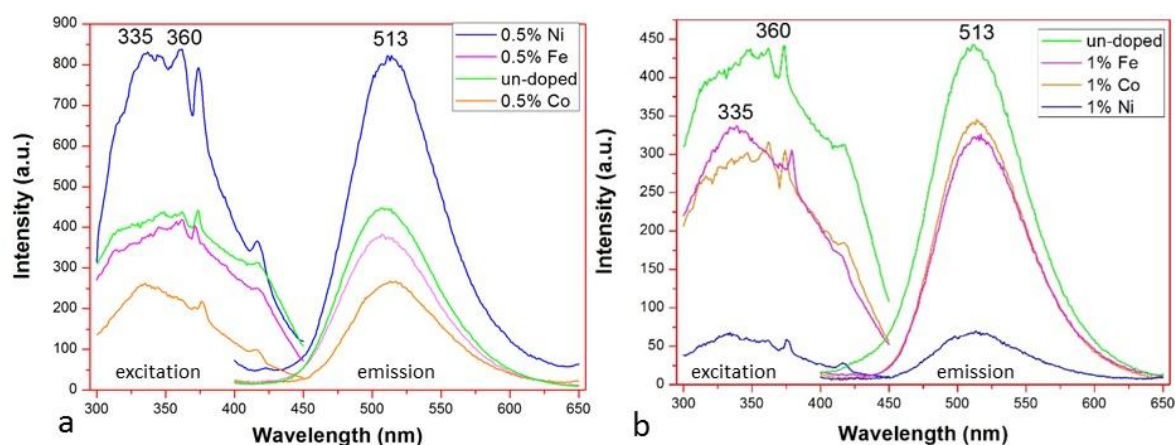 335 360 513
0.5% Ni
0.5% Fe
un-doped
0.5% Co
900
800
700
600
500
400
300
200
100
50
0
Intensity (a.u.)
excitation emission
300 350 400 450 500 550 600 650
Wavelength (nm)
a
360 513
335
un-doped
1% Fe
1% Co
1% Ni
450
400
350
300
250
200
150
100
50
35
0
Intensity (a.u.)
excitation emission
300 350 400 450 500 550 600 650
Wavelength (nm)
b